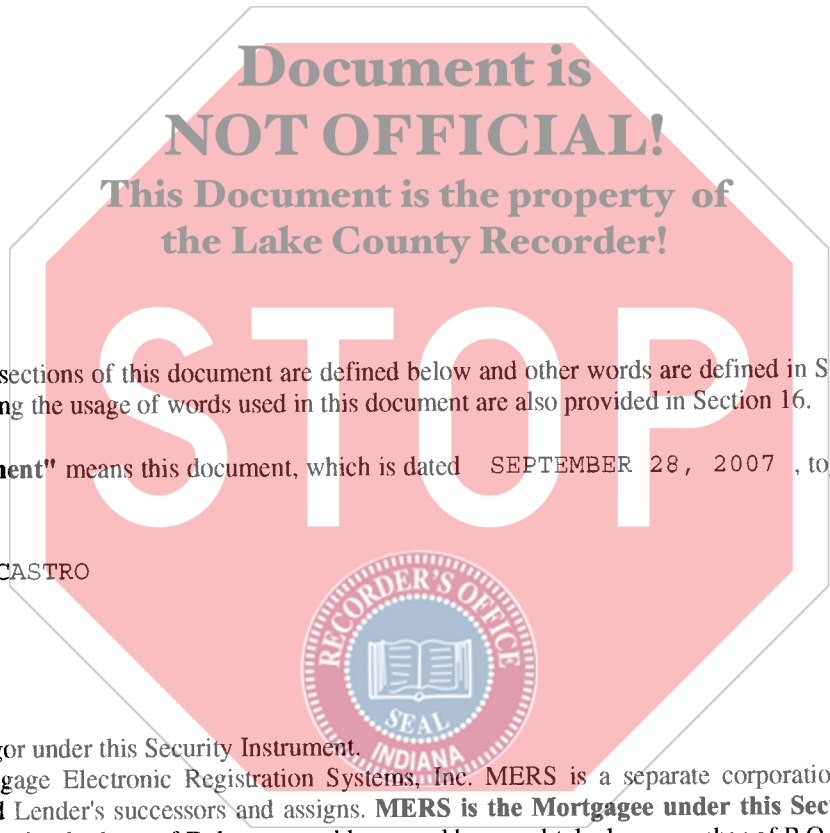 Document is
NOT OFFICIAL!
This Document is the property of
the Lake County Recorder!
STOP
sections of this document are defined below and other words are defined in S
ng the usage of words used in this document are also provided in Section 16.
nent" means this document, which is dated SEPTEMBER 28, 2007 , to
CASTRO
RECORDER'S OFFICE
SEAL
INDIANA
gor under this Security Instrument.
gage Electronic Registration Systems, Inc. MERS is a separate corporatio
Lender's successors and assigns. MERS is the Mortgagee under this Sec